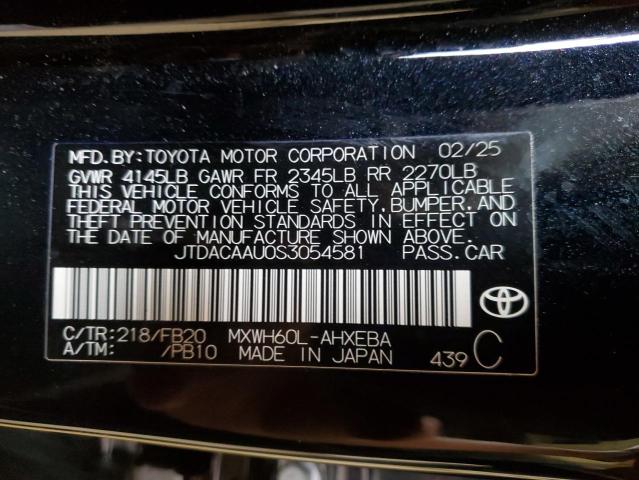 MFD.BY:TOYOTA MOTOR CORPORATION 02/25
GVWR 4145LB GAWR FR 2345LB RR 2270LB
THIS VEHICLE CONFORMS TO ALL APPLICABLE
FEDERAL MOTOR VEHICLE SAFETY,BUMPER,AND
THEFT PREVENTION STANDARDS IN EFFECT ON
THE DATE OF MANUFACTURE SHOWN ABOVE.
JTDACAAU0S3054581 PASS.CAR
C/TR:218/FB20 MXWH60L-AHXEBA
A/TM: /PB10 MADE IN JAPAN 439 C